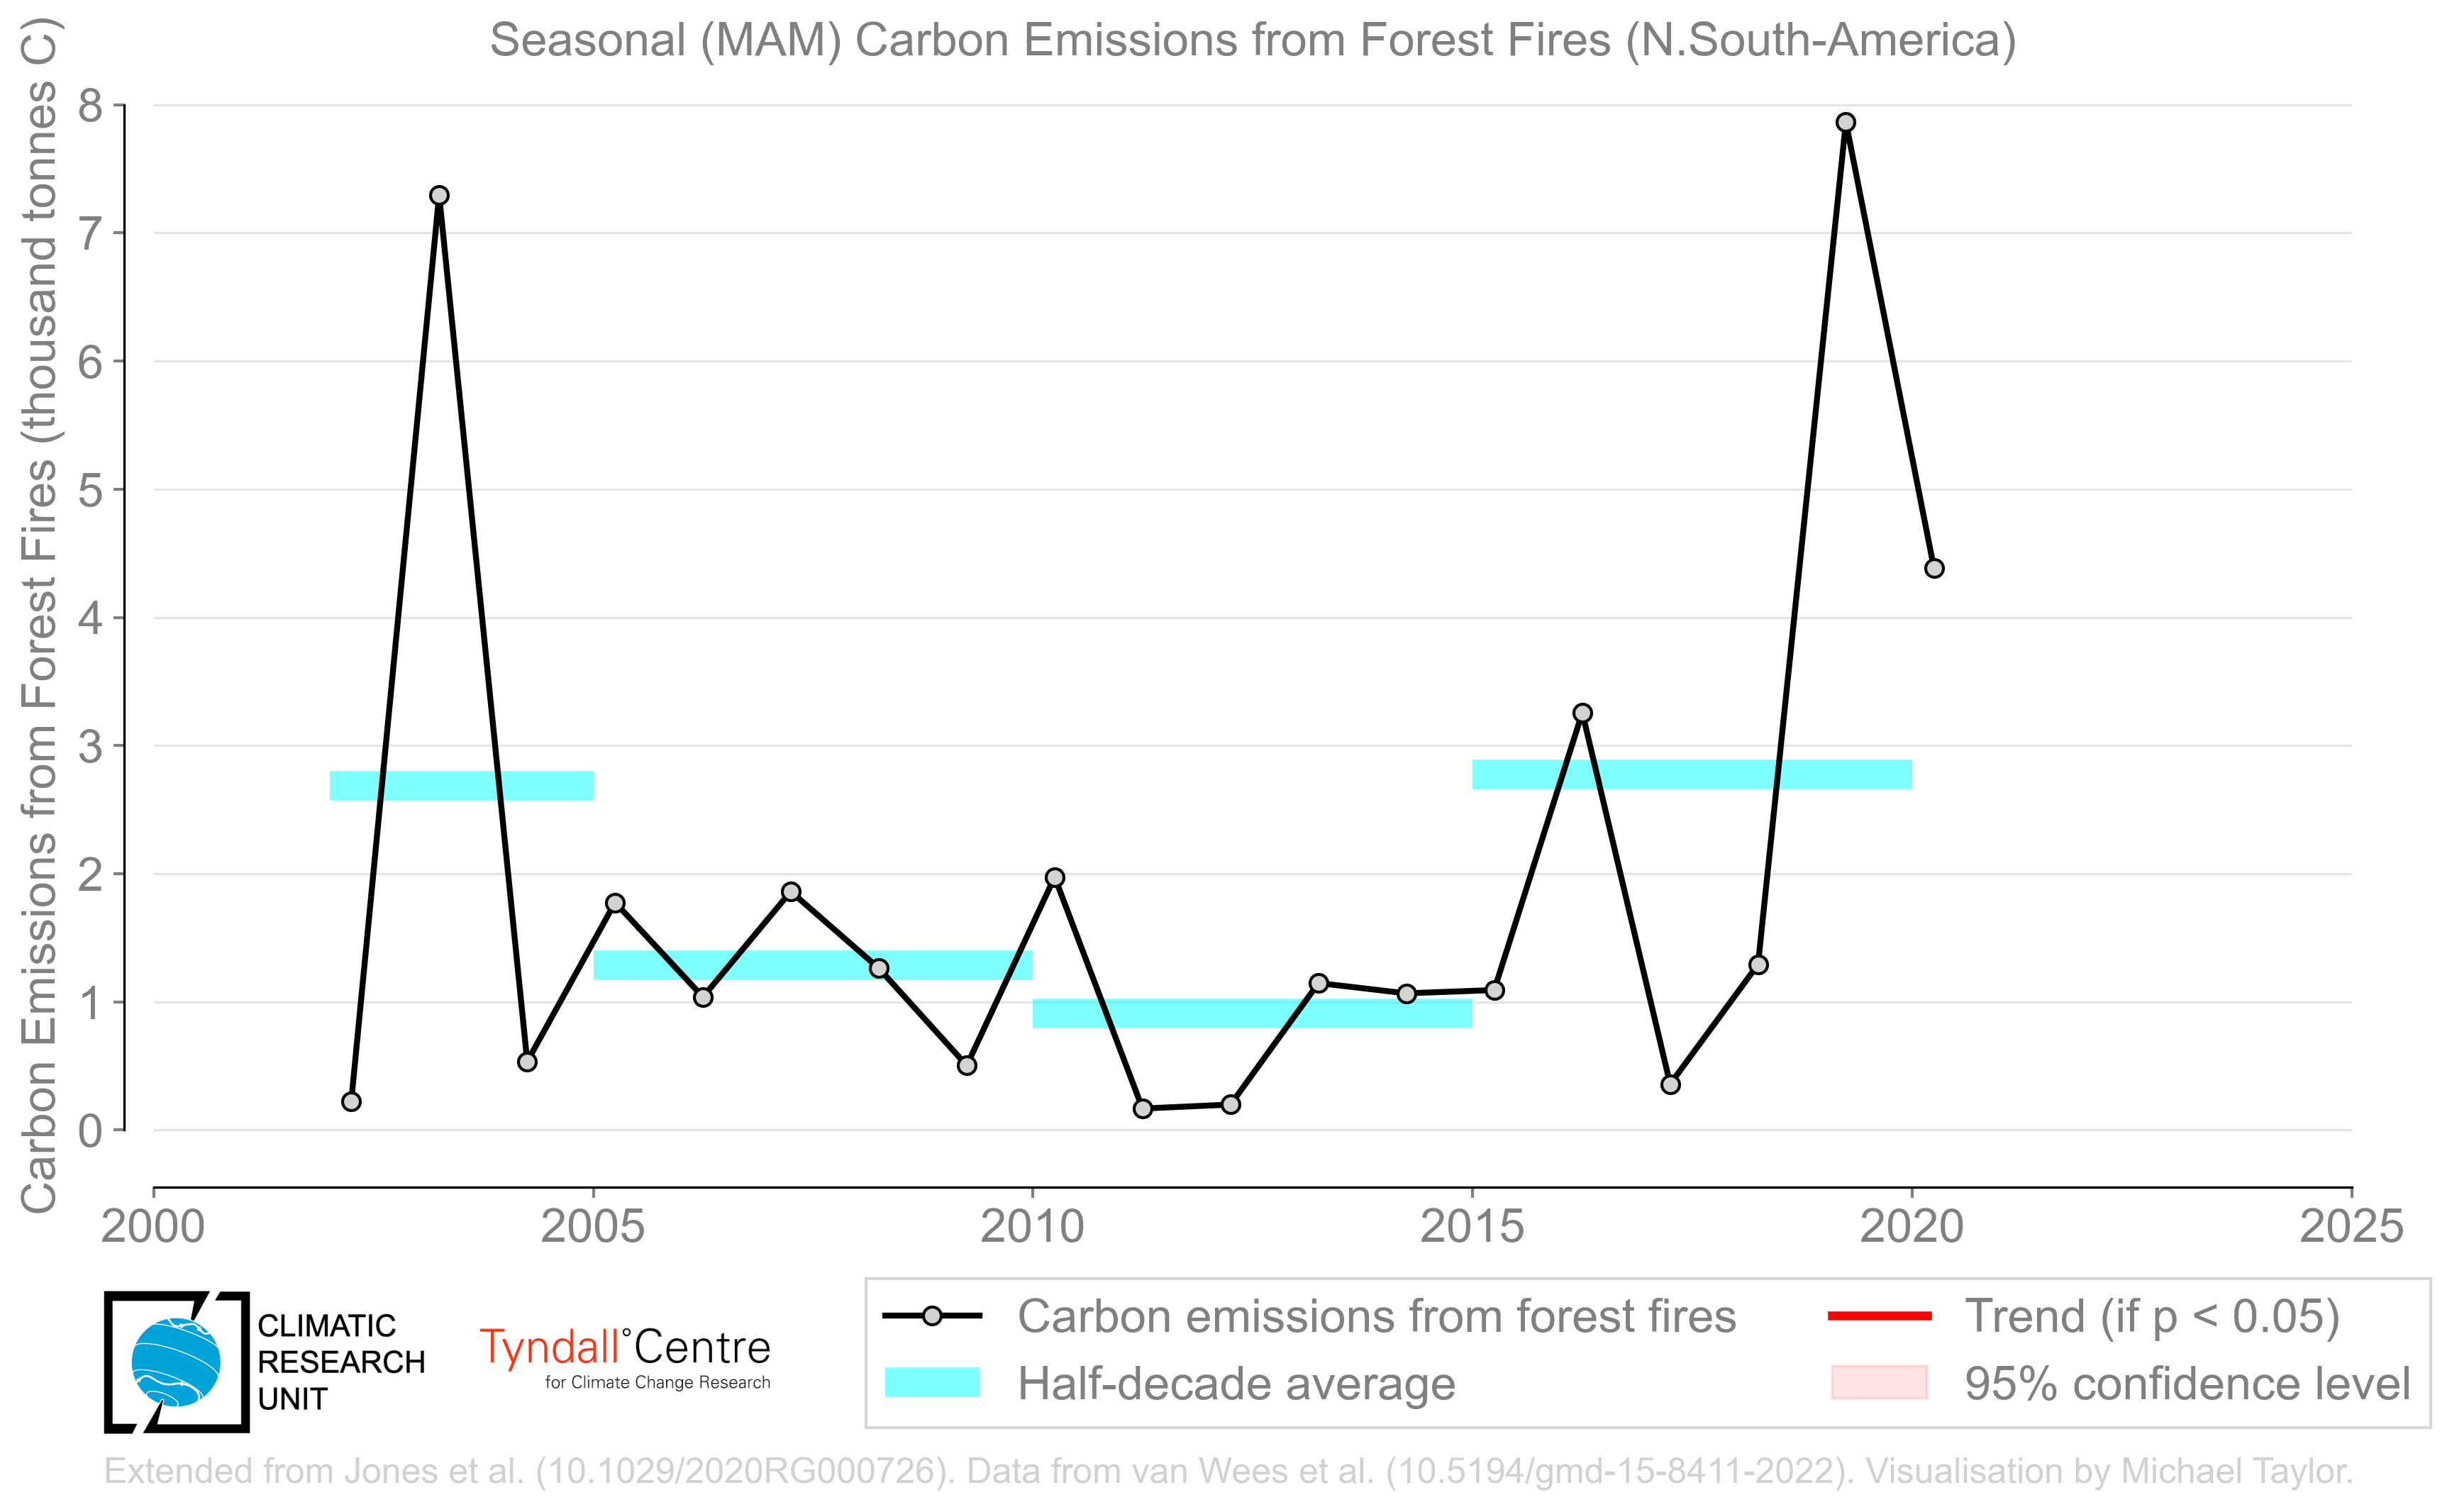 Seasonal (MAM) Carbon Emissions from Forest Fires (N.South-America)
Carbon Emissions from Forest Fires (thousand tonnes C)
8
7
6
5
4
3
2
1
0
2000 2005 2010 2015 2020 2025
CLIMATIC
RESEARCH
UNIT
Tyndall°Centre
for Climate Change Research
Carbon emissions from forest fires
Half-decade average
Trend (if p < 0.05)
95% confidence level
Extended from Jones et al. (10.1029/2020RG000726). Data from van Wees et al. (10.5194/gmd-15-8411-2022). Visualisation by Michael Taylor.